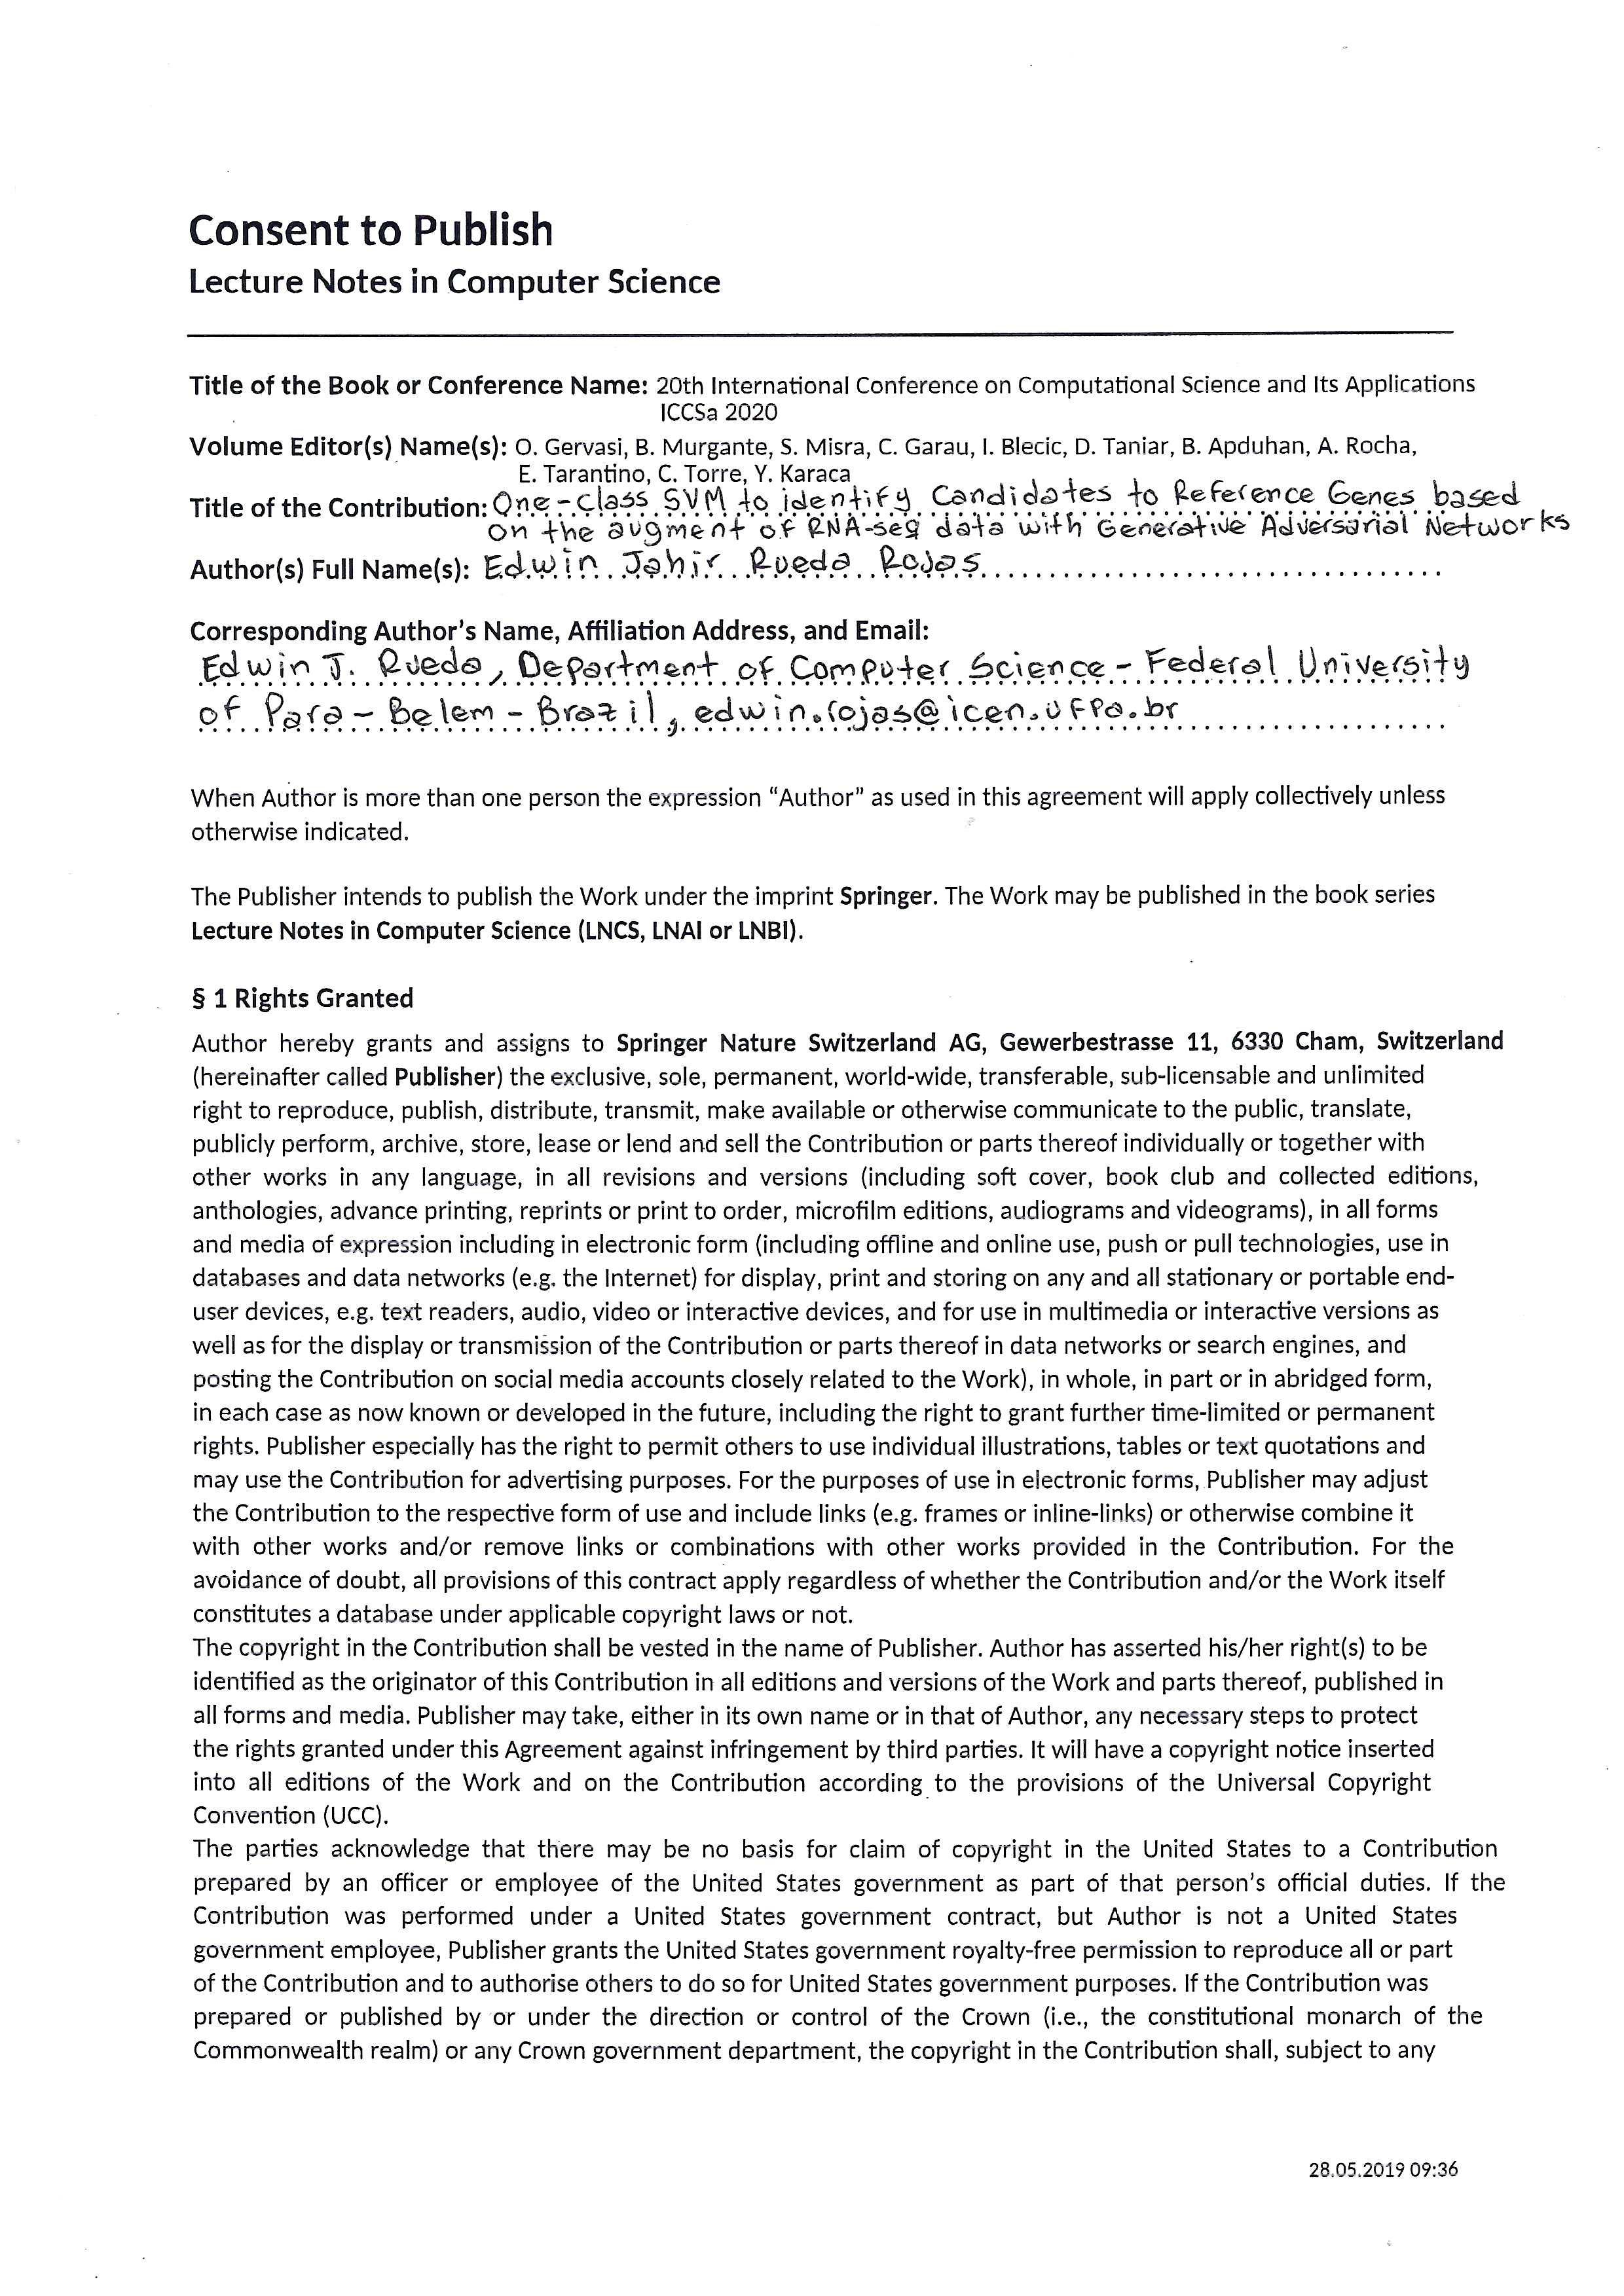 Consent to Publish
Lecture Notes in Computer Science
Title of the Book or Conference Name: 20th International Conference on Computational Science and Its Applications
ICCSa 2020
Volume Editor(s) Name(s): O. Gervasi, B. Murgante, S. Misra, C. Garau, I. Blecic, D. Taniar, B. Apduhan, A. Rocha,
E. Tarantino, C. Torre, Y. Karaca
Title of the Contribution: One-class SVM to identify Candidates to Reference Genes based
on the augment of RNA-seq data with Generative Adversarial Networks
Author(s) Full Name(s): Edwin Jahir Rueda Rojas
Corresponding Author's Name, Affiliation Address, and Email:
Edwin J. Rueda, Department of Computer Science - Federal University
of Para - Belem - Brazil, edwin.rojas@icen.ufpa.br
When Author is more than one person the expression “Author” as used in this agreement will apply collectively unless
otherwise indicated.
The Publisher intends to publish the Work under the imprint Springer. The Work may be published in the book series
Lecture Notes in Computer Science (LNCS, LNAI or LNBI).
§ 1 Rights Granted
Author hereby grants and assigns to Springer Nature Switzerland AG, Gewerbestrasse 11, 6330 Cham, Switzerland
(hereinafter called Publisher) the exclusive, sole, permanent, world-wide, transferable, sub-licensable and unlimited
right to reproduce, publish, distribute, transmit, make available or otherwise communicate to the public, translate,
publicly perform, archive, store, lease or lend and sell the Contribution or parts thereof individually or together with
other works in any language, in all revisions and versions (including soft cover, book club and collected editions,
anthologies, advance printing, reprints or print to order, microfilm editions, audiograms and videograms), in all forms
and media of expression including in electronic form (including offline and online use, push or pull technologies, use in
databases and data networks (e.g. the Internet) for display, print and storing on any and all stationary or portable end-
user devices, e.g. text readers, audio, video or interactive devices, and for use in multimedia or interactive versions as
well as for the display or transmission of the Contribution or parts thereof in data networks or search engines, and
posting the Contribution on social media accounts closely related to the Work), in whole, in part or in abridged form,
in each case as now known or developed in the future, including the right to grant further time-limited or permanent
rights. Publisher especially has the right to permit others to use individual illustrations, tables or text quotations and
may use the Contribution for advertising purposes. For the purposes of use in electronic forms, Publisher may adjust
the Contribution to the respective form of use and include links (e.g. frames or inline-links) or otherwise combine it
with other works and/or remove links or combinations with other works provided in the Contribution. For the
avoidance of doubt, all provisions of this contract apply regardless of whether the Contribution and/or the Work itself
constitutes a database under applicable copyright laws or not.
The copyright in the Contribution shall be vested in the name of Publisher. Author has asserted his/her right(s) to be
identified as the originator of this Contribution in all editions and versions of the Work and parts thereof, published in
all forms and media. Publisher may take, either in its own name or in that of Author, any necessary steps to protect
the rights granted under this Agreement against infringement by third parties. It will have a copyright notice inserted
into all editions of the Work and on the Contribution according to the provisions of the Universal Copyright
Convention (UCC).
The parties acknowledge that there may be no basis for claim of copyright in the United States to a Contribution
prepared by an officer or employee of the United States government as part of that person's official duties. If the
Contribution was performed under a United States government contract, but Author is not a United States
government employee, Publisher grants the United States government royalty-free permission to reproduce all or part
of the Contribution and to authorise others to do so for United States government purposes. If the Contribution was
prepared or published by or under the direction or control of the Crown (i.e., the constitutional monarch of the
Commonwealth realm) or any Crown government department, the copyright in the Contribution shall, subject to any
28.05.2019 09:36